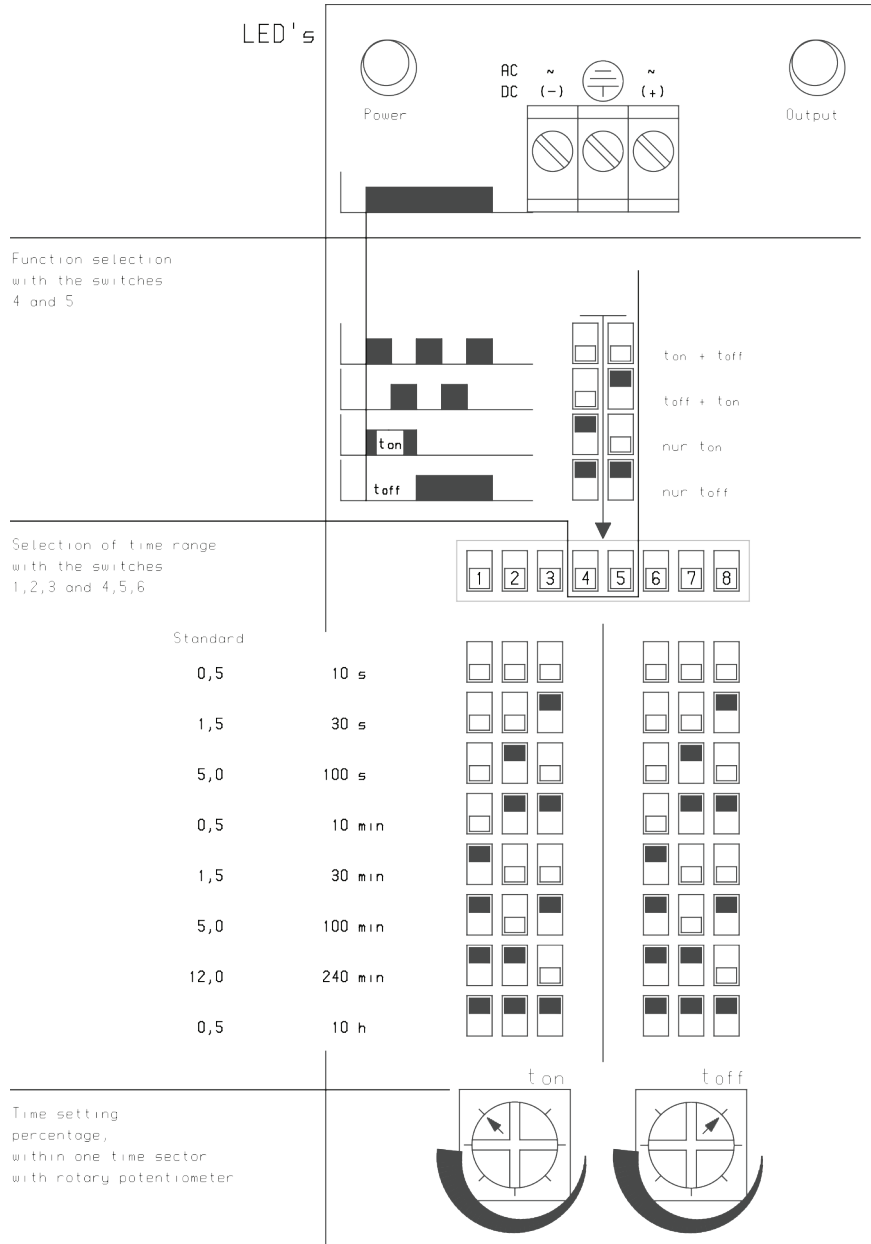 LED's
AC ~ ~
DC (-) (+)
Power
Output
Function selection
with the switches
4 and 5
ton + toff
toff + ton
ton
nur ton
toff
nur toff
Selection of time range
with the switches
1,2,3 and 4,5,6
1 2 3 4 5 6 7 8
Standard
0,5 10 s
1,5 30 s
5,0 100 s
0,5 10 min
1,5 30 min
5,0 100 min
12,0 240 min
0,5 10 h
ton toff
Time setting
percentage,
within one time sector
with rotary potentiometer